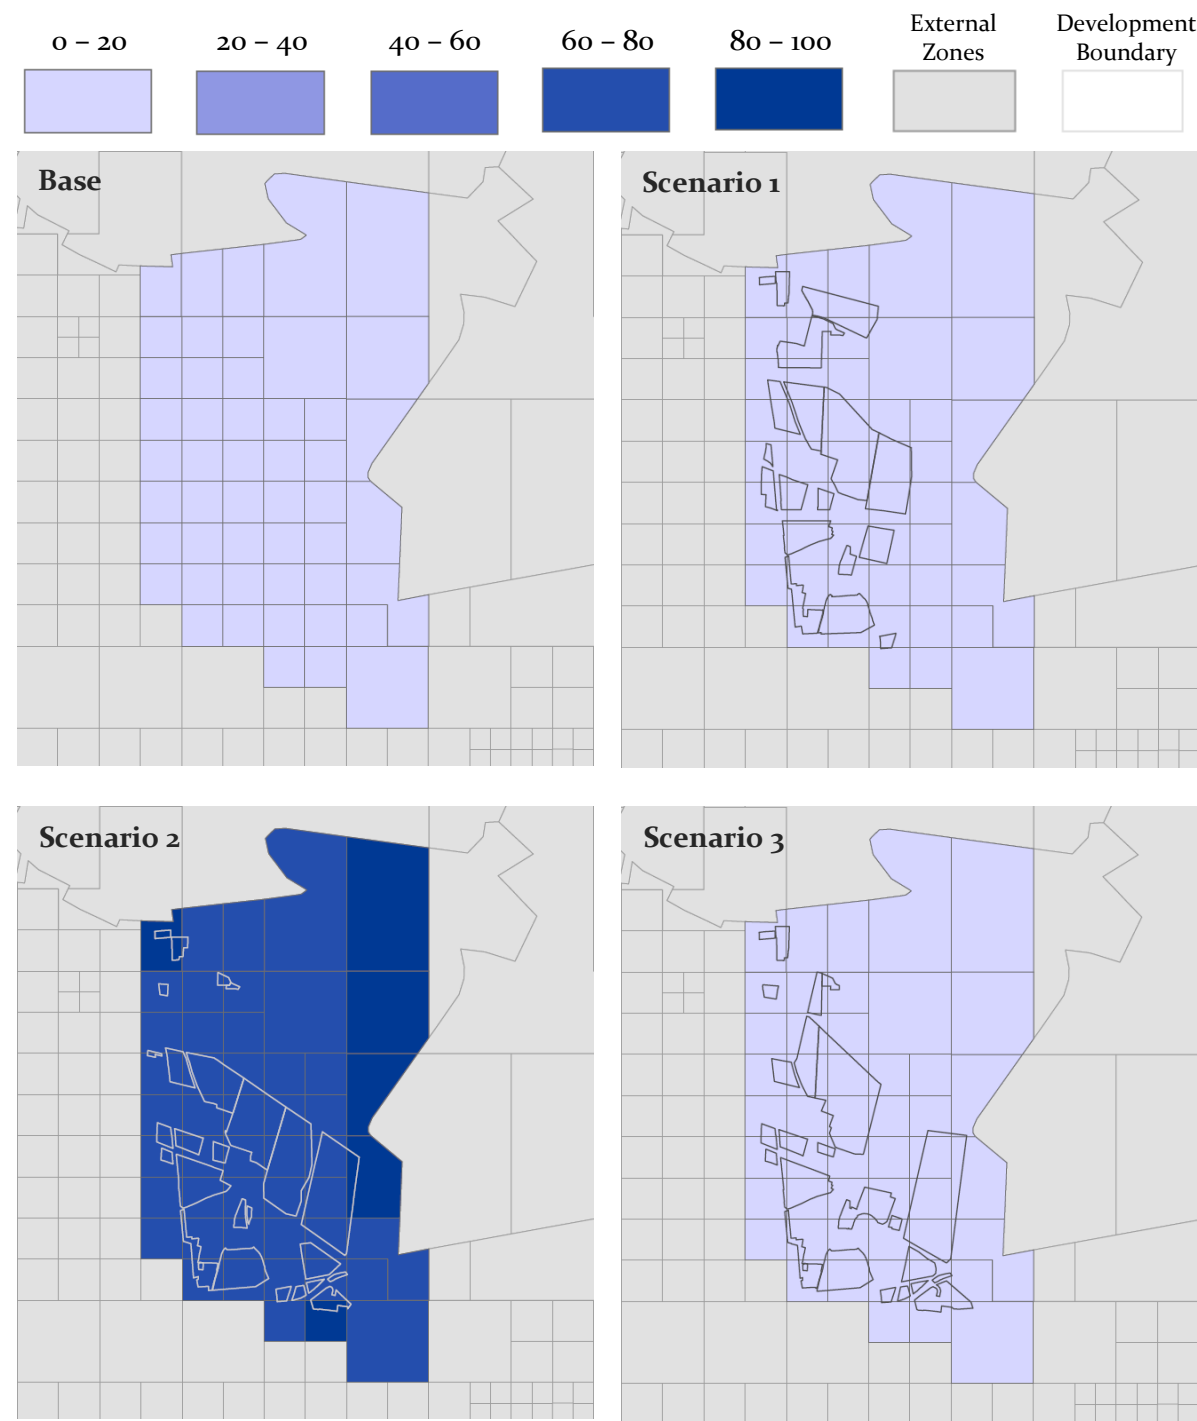 0 – 20
20 – 40
40 – 60
60 – 80
80 – 100
External
Zones
Development
Boundary
Base
Scenario 1
Scenario 2
Scenario 3